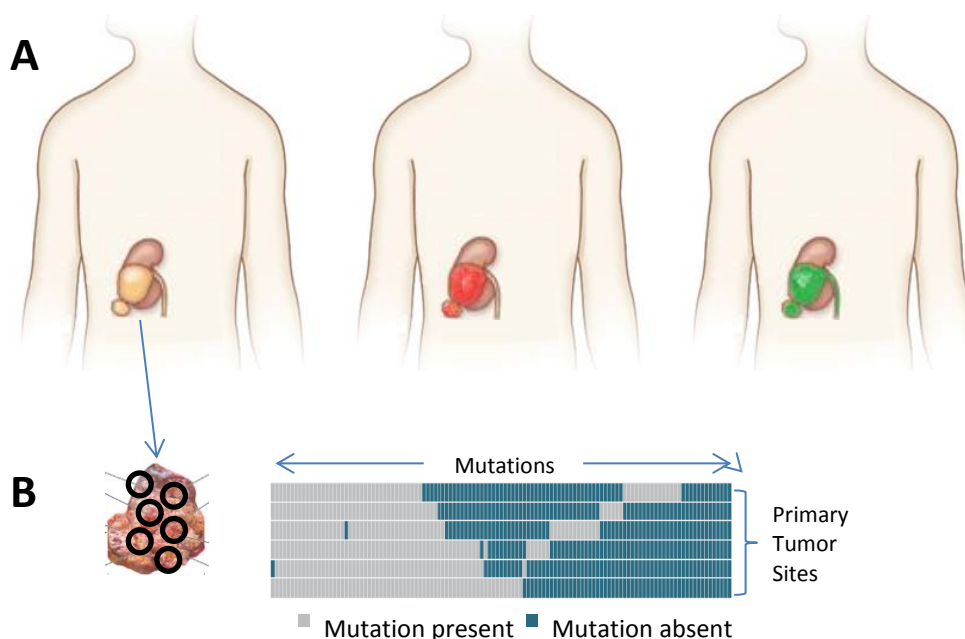 A
B
Mutations
Primary
Tumor
Sites
Mutation present
Mutation absent